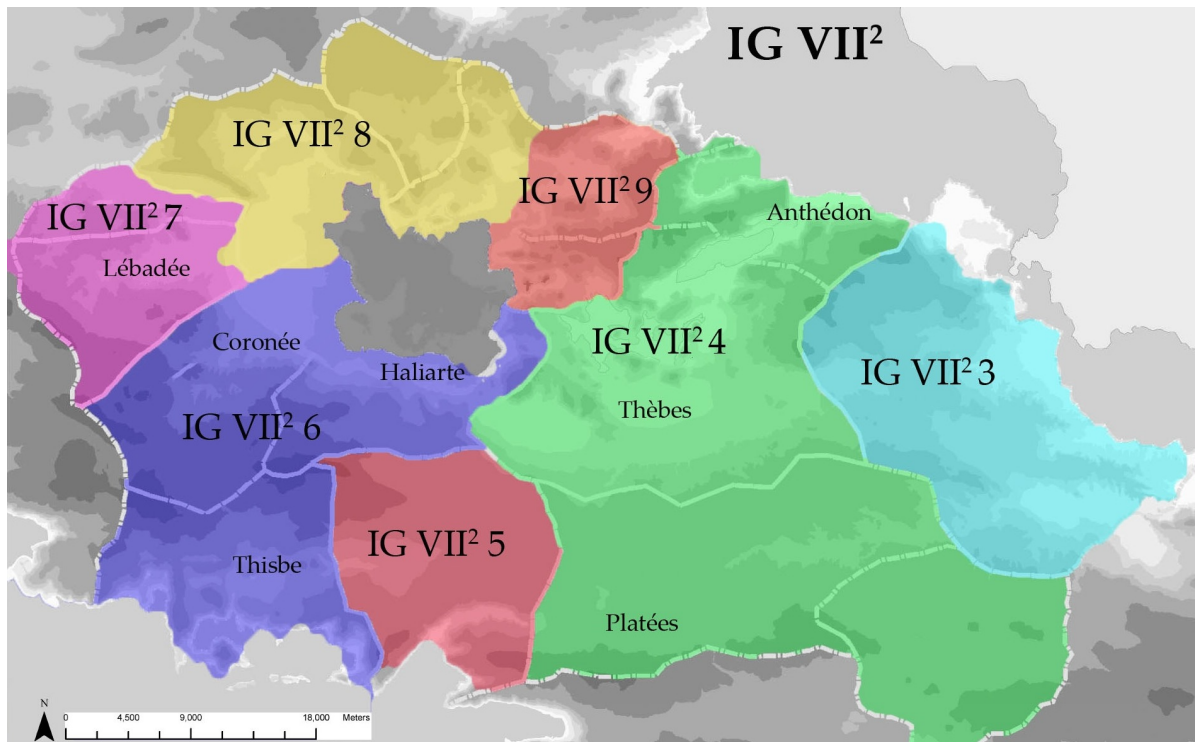 IG VII² 
IG VII² 8
IG VII² 7
Lébadée
IG VII² 9
Anthédon
Coronée
Haliarte
IG VII² 4
IG VII² 3
Thèbes
IG VII² 6
IG VII² 5
Thisbe
Platées
N
0 4,500 9,000 18,000 Meters